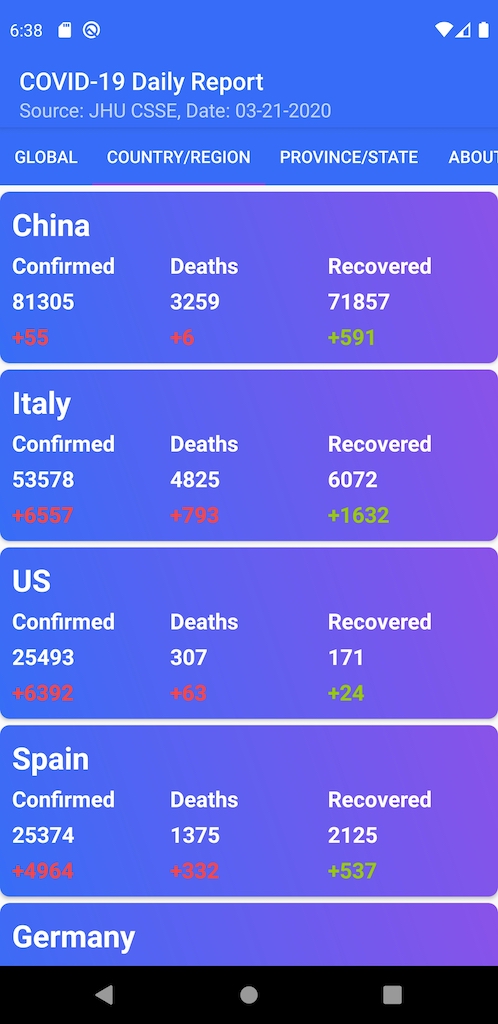 6:38
COVID-19 Daily Report
Source: JHU CSSE, Date: 03-21-2020
GLOBAL COUNTRY/REGION PROVINCE/STATE ABOUT
China
Confirmed Deaths Recovered
81305 3259 71857
+55 +6 +591
Italy
Confirmed Deaths Recovered
53578 4825 6072
+6557 +793 +1632
US
Confirmed Deaths Recovered
25493 307 171
+6392 +63 +24
Spain
Confirmed Deaths Recovered
25374 1375 2125
+4964 +332 +537
Germany